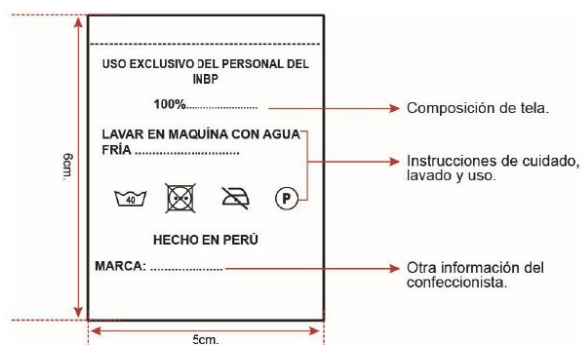 USO EXCLUSIVO DEL PERSONAL DEL
INBP
100%........................
Composición de tela.
LAVAR EN MAQUÍNA CON AGUA
FRÍA ................................
Instrucciones de cuidado,
lavado y uso.
40
P
HECHO EN PERÚ
MARCA: ......................
Otra información del
confeccionista.
6cm.
5cm.